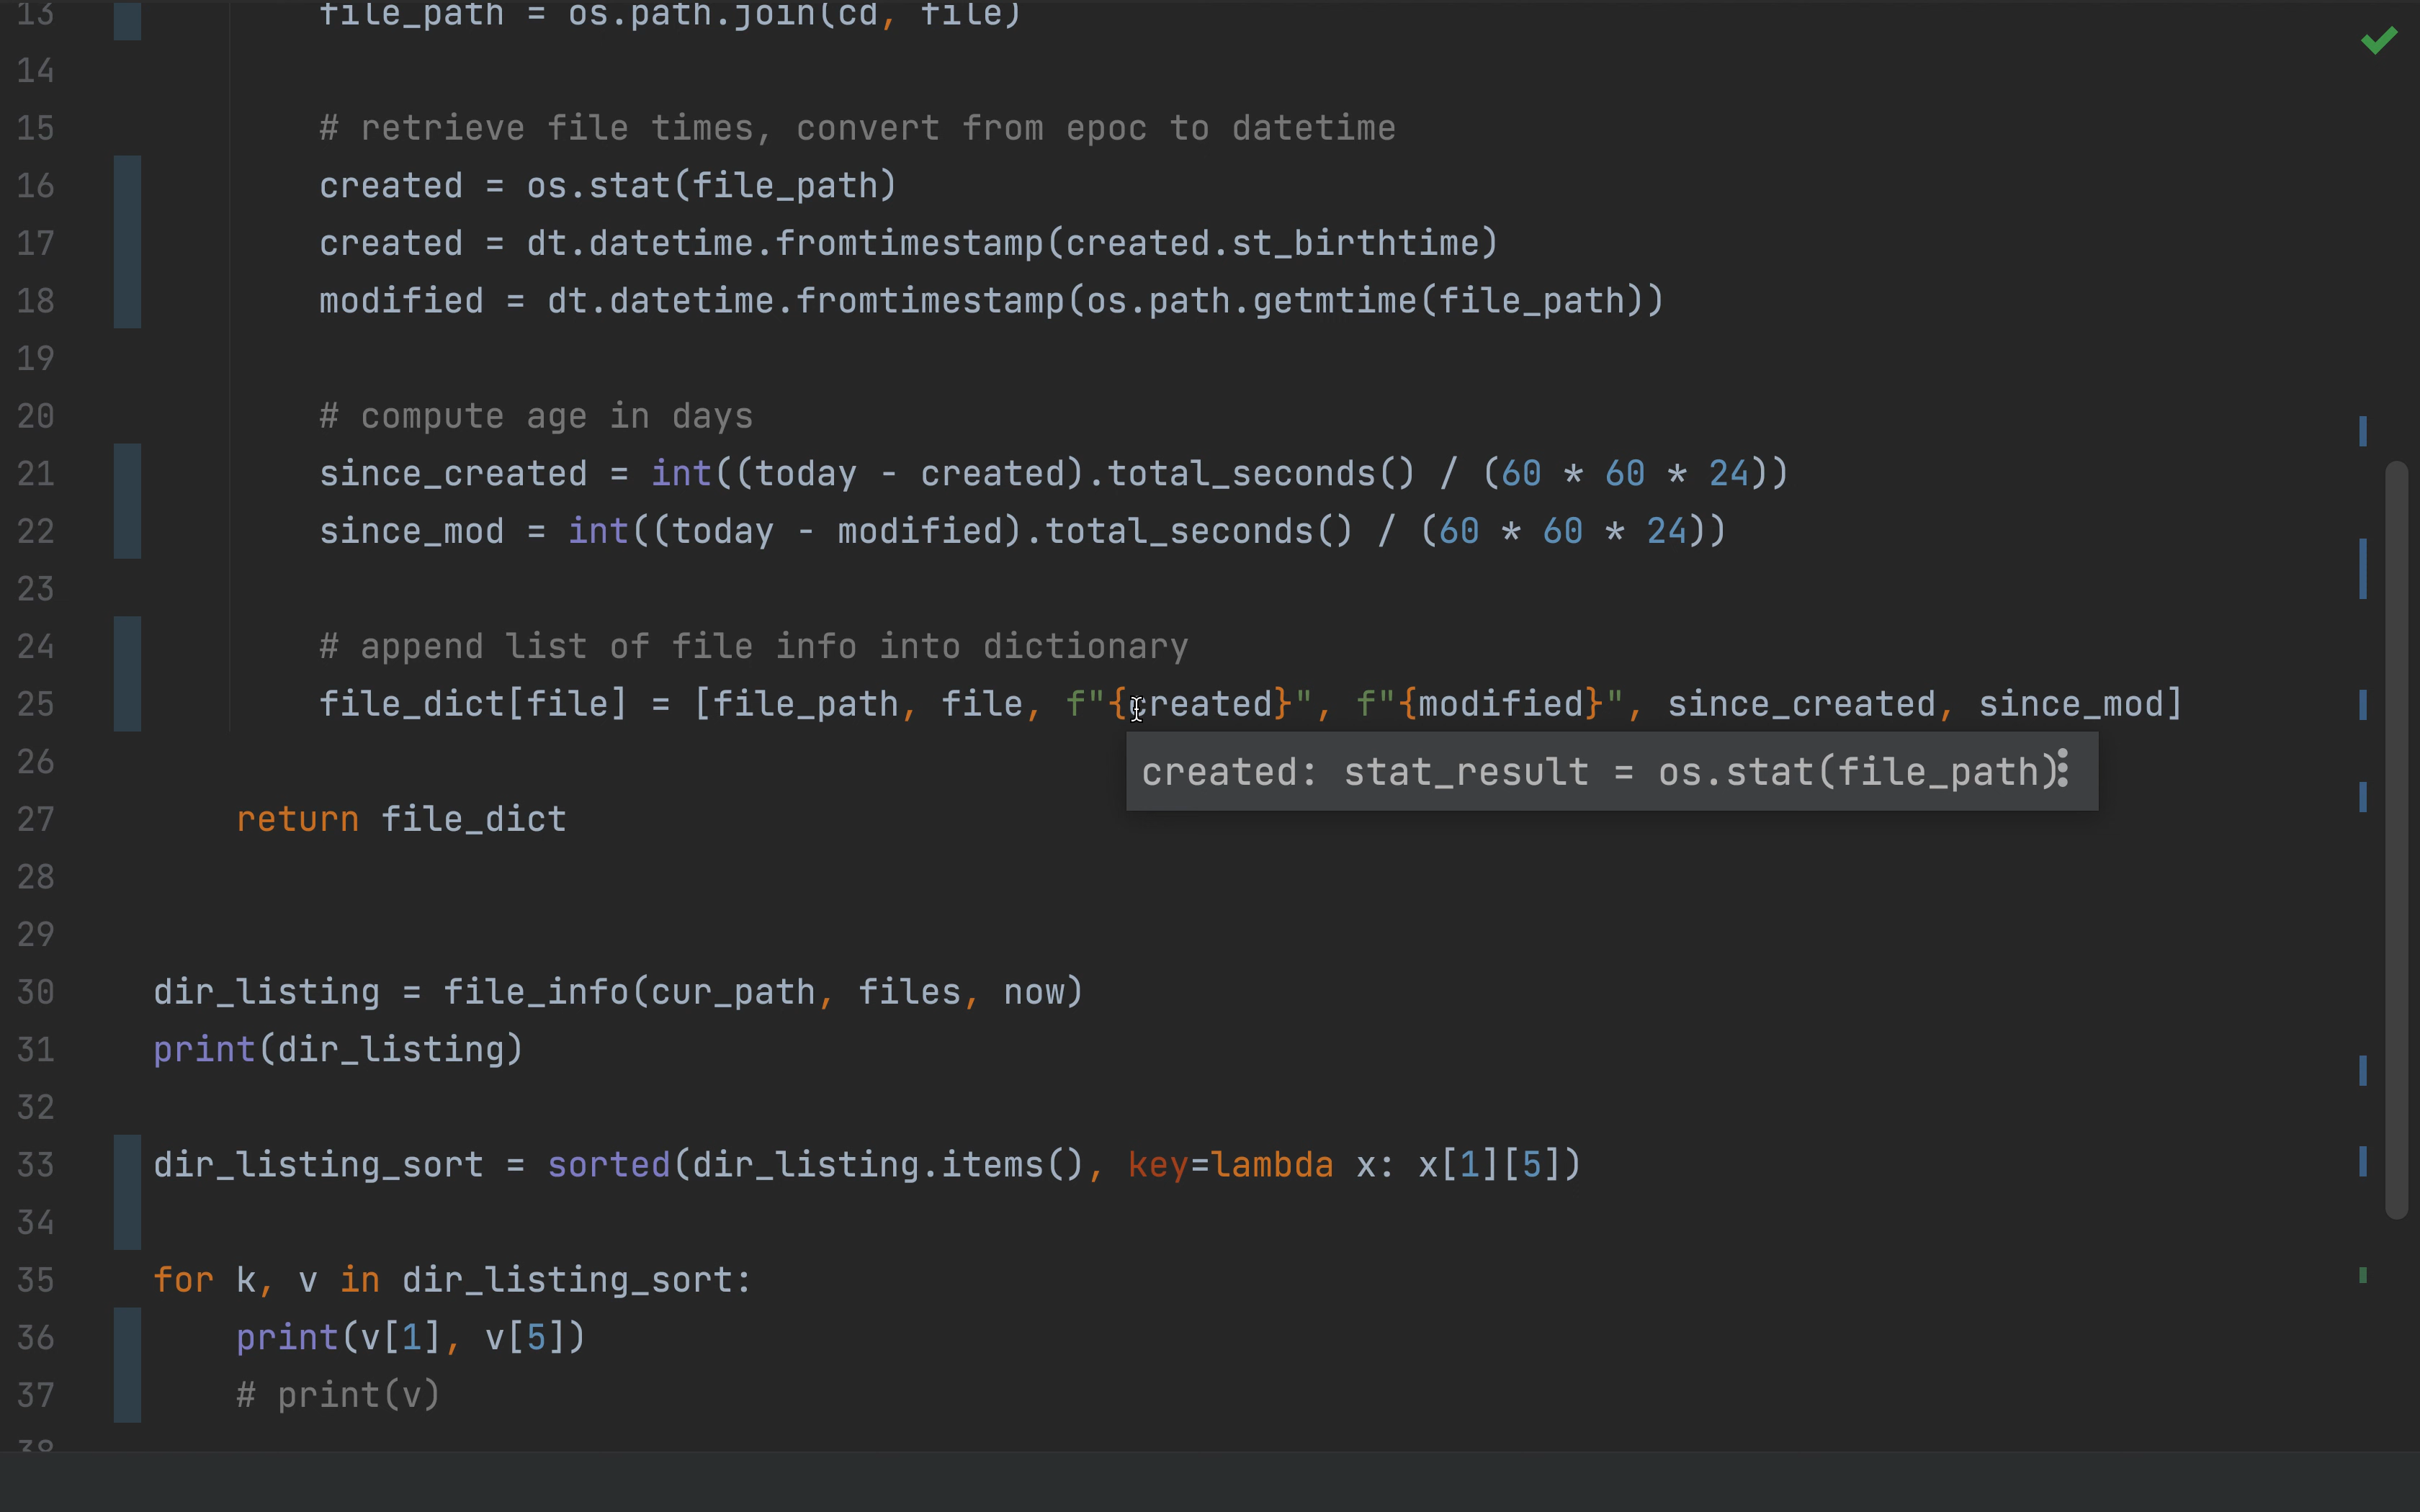 13 file_path = os.path.join(cd, file)
14
15 # retrieve file times, convert from epoc to datetime
16 created = os.stat(file_path)
17 created = dt.datetime.fromtimestamp(created.st_birthtime)
18 modified = dt.datetime.fromtimestamp(os.path.getmtime(file_path))
19
20 # compute age in days
21 since_created = int((today - created).total_seconds() / (60 * 60 * 24))
22 since_mod = int((today - modified).total_seconds() / (60 * 60 * 24))
23
24 # append list of file info into dictionary
25 file_dict[file] = [file_path, file, f"{created}", f"{modified}", since_created, since_mod]
26
created: stat_result = os.stat(file_path)
27 return file_dict
28
29
30 dir_listing = file_info(cur_path, files, now)
31 print(dir_listing)
32
33 dir_listing_sort = sorted(dir_listing.items(), key=lambda x: x[1][5])
34
35 for k, v in dir_listing_sort:
36 print(v[1], v[5])
37 # print(v)
38